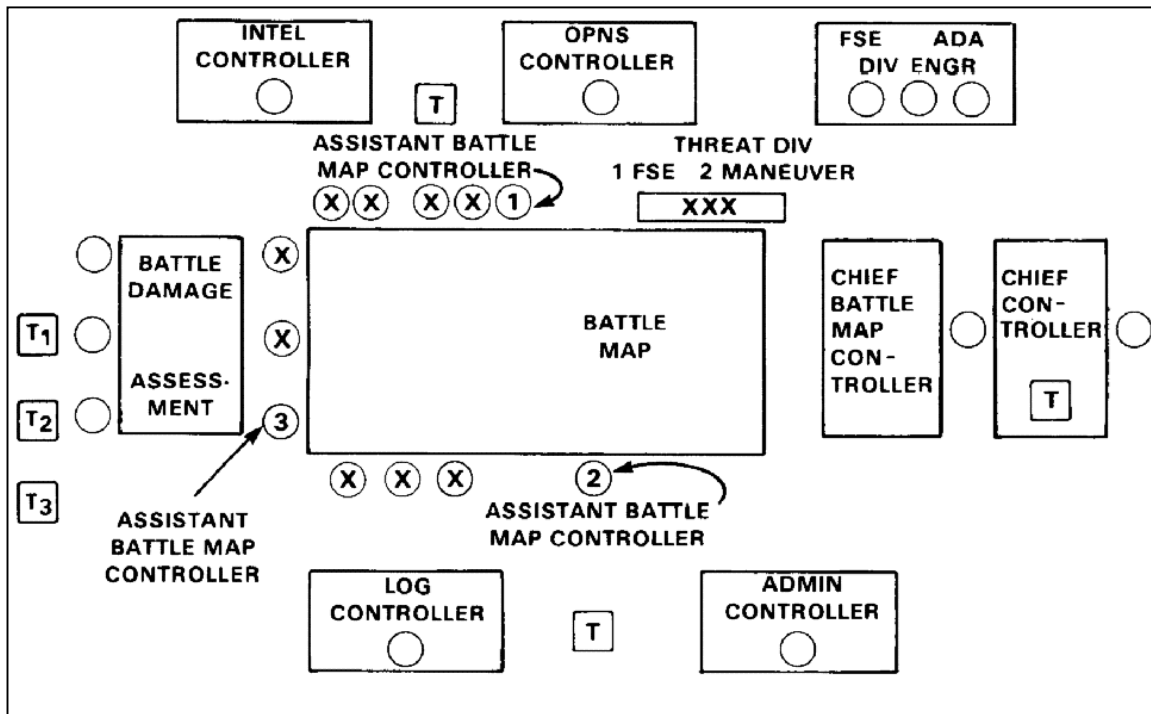 INTEL
CONTROLLER
T
OPNS
CONTROLLER
FSE ADA
DIV ENGR
ASSISTANT BATTLE
MAP CONTROLLER
X X X X 1
THREAT DIV
1 FSE 2 MANEUVER
XXX
BATTLE
DAMAGE
ASSESS-
MENT
T1
T2
T3
X
X
3
BATTLE
MAP
CHIEF
BATTLE
MAP
CON-
TROLLER
CHIEF
CON-
TROLLER
T
X X X 2
ASSISTANT
BATTLE MAP
CONTROLLER
ASSISTANT BATTLE
MAP CONTROLLER
LOG
CONTROLLER
T
ADMIN
CONTROLLER